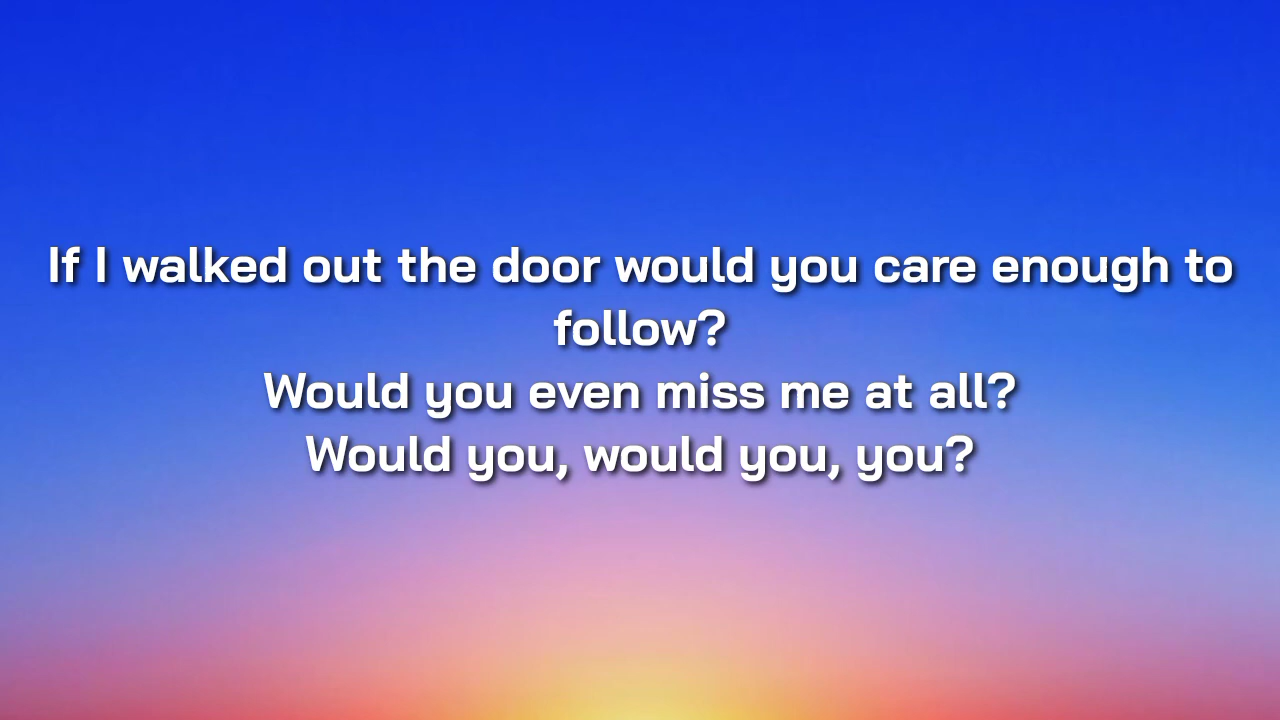 If I walked out the door would you care enough to
follow?
Would you even miss me at all?
Would you, would you, you?